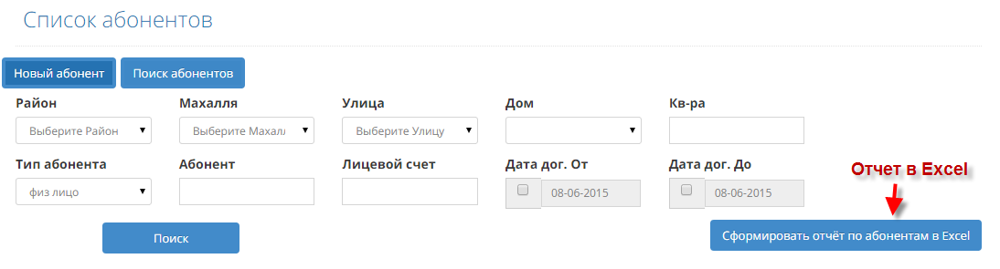 Список абонентов
Новый абонент Поиск абонентов
Район Махалля Улица Дом Кв-ра
Выберите Район Выберите Махалл Выберите Улицу
Тип абонента Абонент Лицевой счет Дата дог. От Дата дог. До Отчет в Excel
физ лицо 08-06-2015 08-06-2015
Поиск Сформировать отчёт по абонентам в Excel